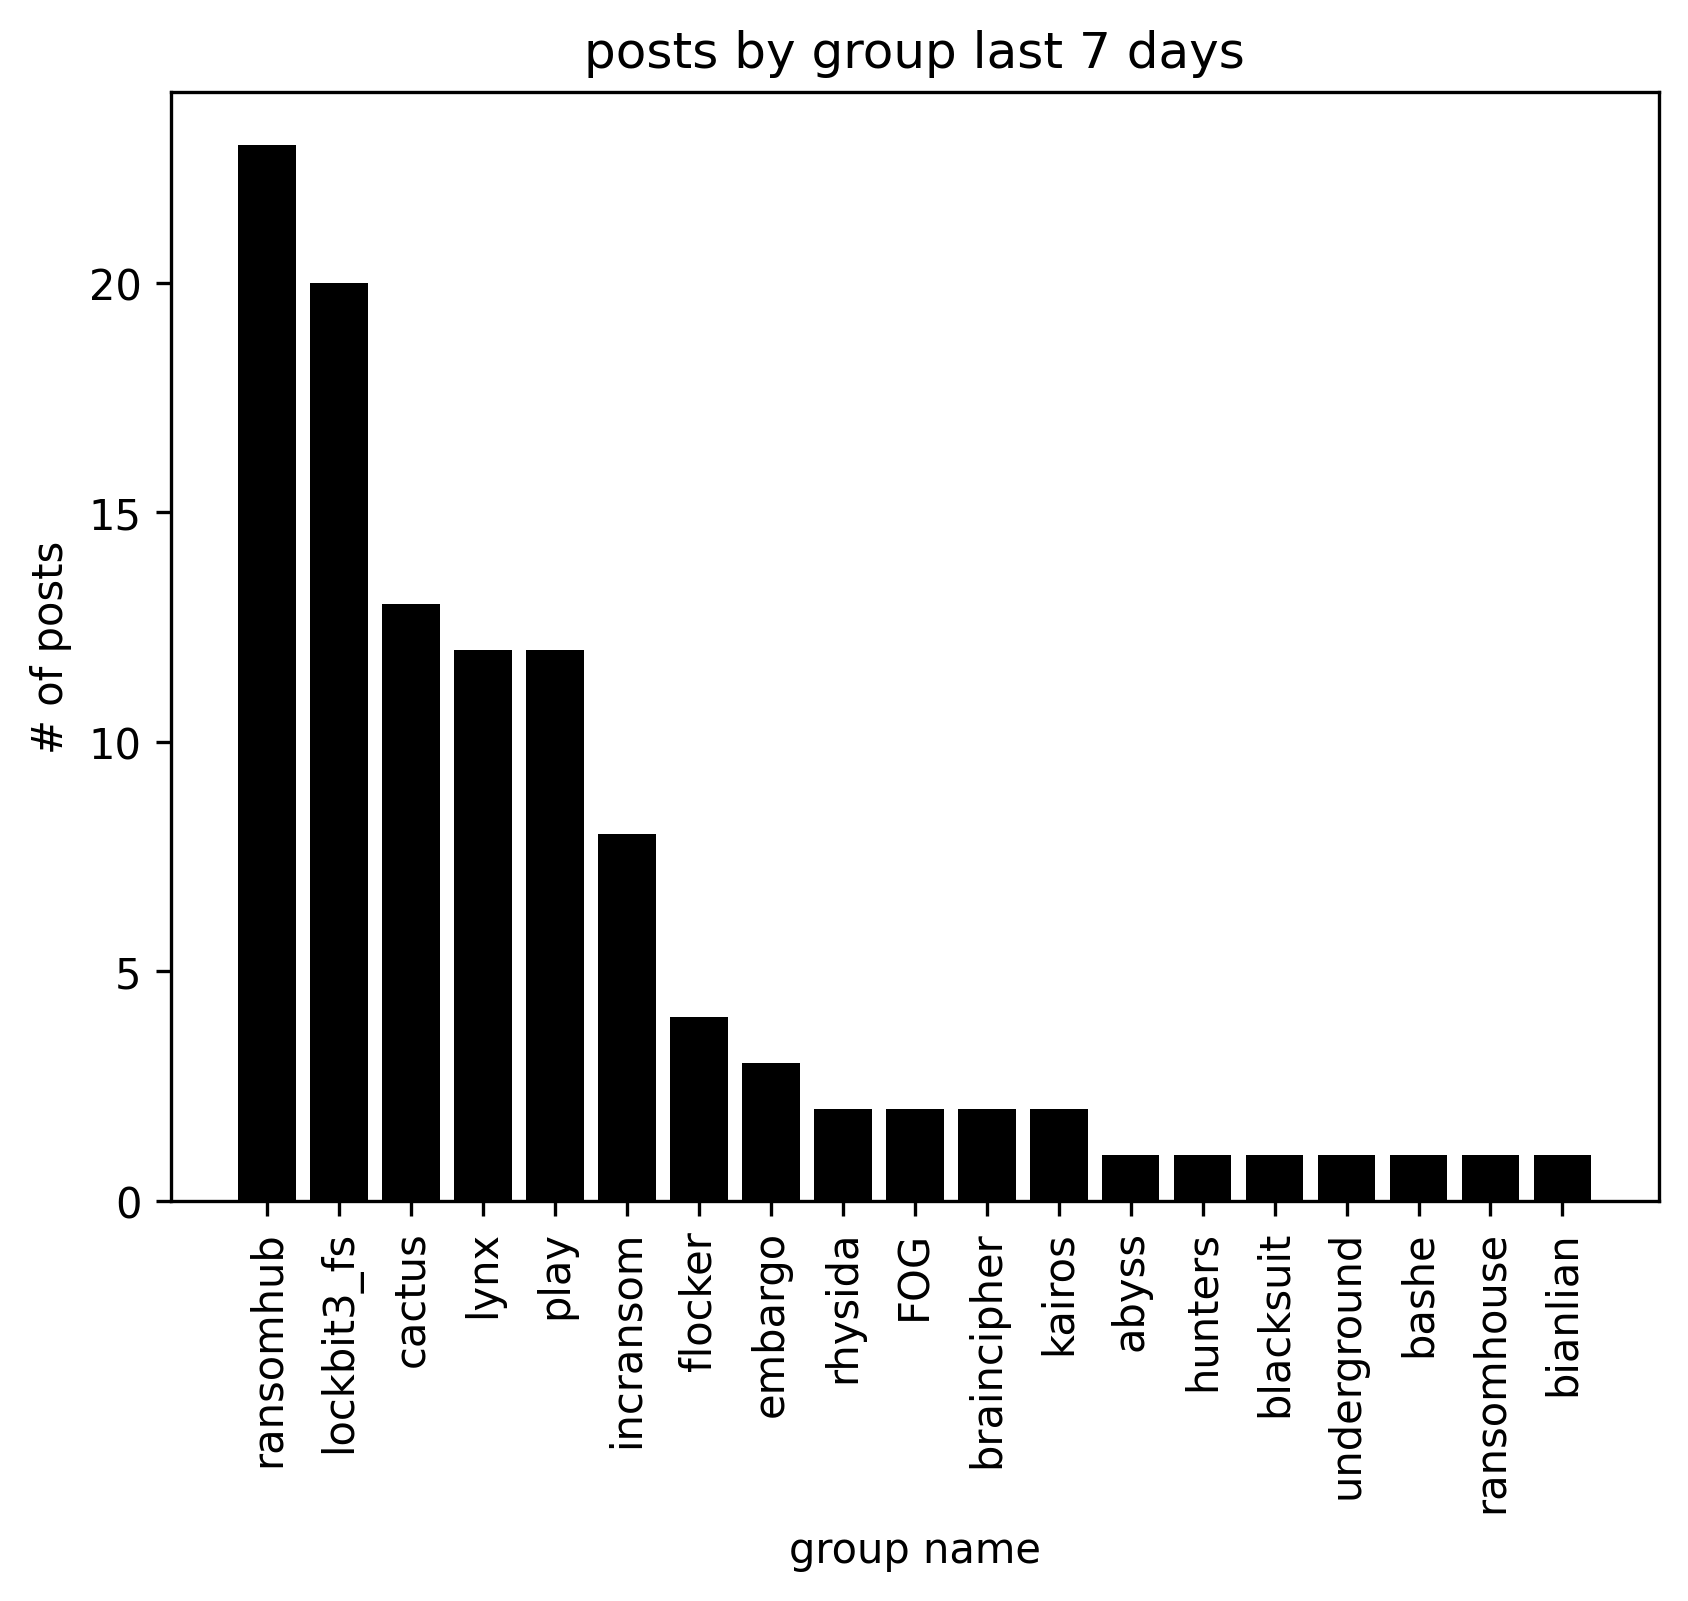 posts by group last 7 days
# of posts
20
15
10
5
0
ransomhub
lockbit3_fs
cactus
lynx
play
incransom
flocker
embargo
rhysida
FOG
braincipher
kairos
abyss
hunters
blacksuit
underground
bashe
ransomhouse
bianlian
group name